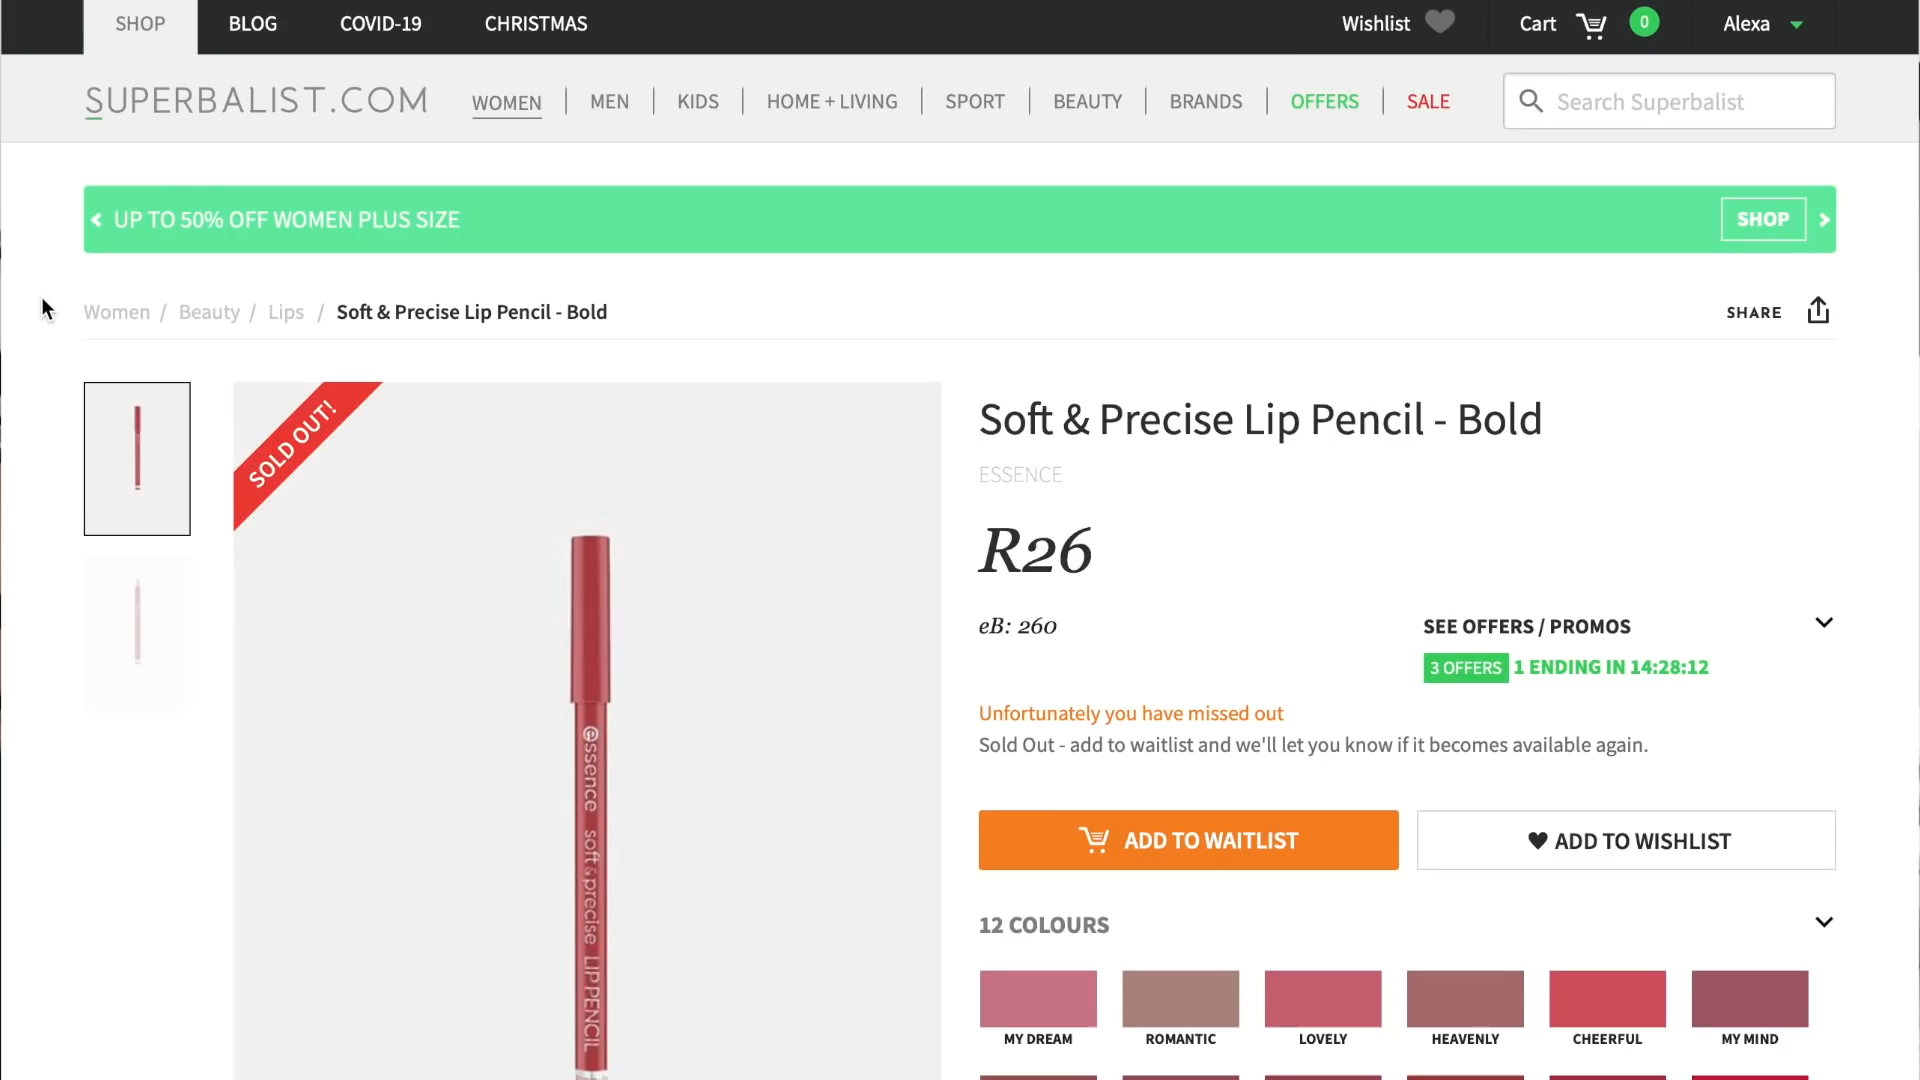 SHOP
BLOG
COVID-19
CHRISTMAS
Wishlist
Cart
0
Alexa
SUPERBALIST.COM
WOMEN
MEN
KIDS
HOME + LIVING
SPORT
BEAUTY
BRANDS
OFFERS
SALE
Search Superbalist
UP TO 50% OFF WOMEN PLUS SIZE
SHOP
Women / Beauty / Lips / Soft & Precise Lip Pencil - Bold
SHARE
SOLD OUT!
essence soft & precise LIP PENCIL
Soft & Precise Lip Pencil - Bold
ESSENCE
R26
eB: 260
SEE OFFERS / PROMOS
3 OFFERS 1 ENDING IN 14:28:12
Unfortunately you have missed out
Sold Out - add to waitlist and we'll let you know if it becomes available again.
ADD TO WAITLIST
ADD TO WISHLIST
12 COLOURS
MY DREAM
ROMANTIC
LOVELY
HEAVENLY
CHEERFUL
MY MIND